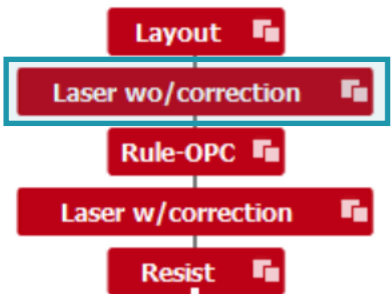 Layout
Laser wo/correction
Rule-OPC
Laser w/correction
Resist